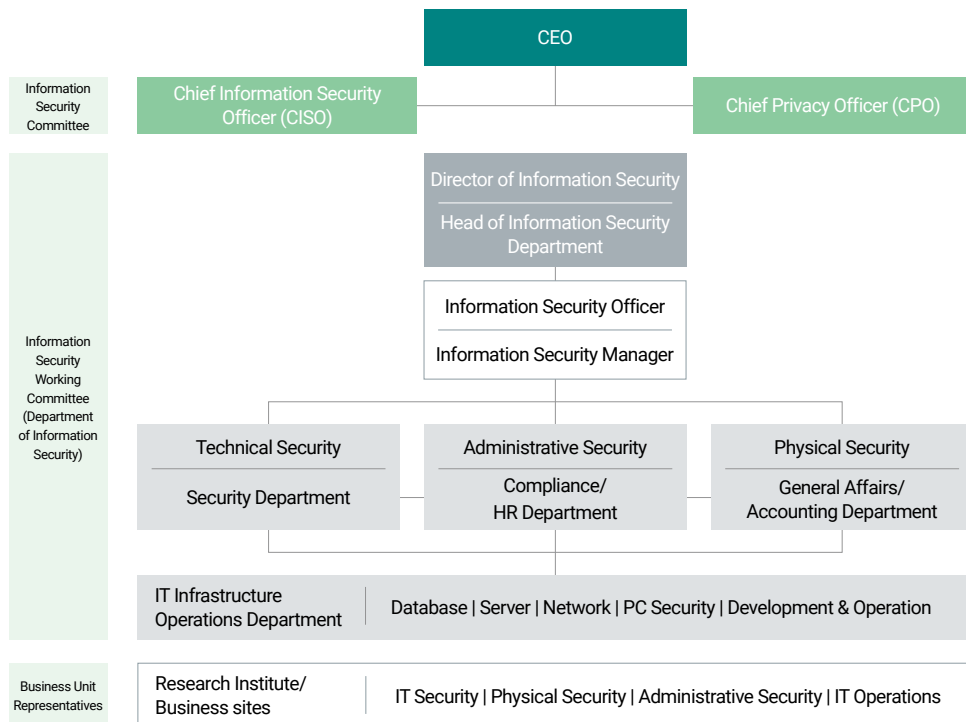 CEO
Information
Security
Committee
Chief Information Security
Officer (CISO)
Chief Privacy Officer (CPO)
Information
Security
Working
Committee
(Department
of Information
Security)
Director of Information Security
Head of Information Security
Department
Information Security Officer
Information Security Manager
Technical Security
Security Department
Administrative Security
Compliance/
HR Department
Physical Security
General Affairs/
Accounting Department
IT Infrastructure
Operations Department
Database | Server | Network | PC Security | Development & Operation
Business Unit
Representatives
Research Institute/
Business sites
IT Security | Physical Security | Administrative Security | IT Operations